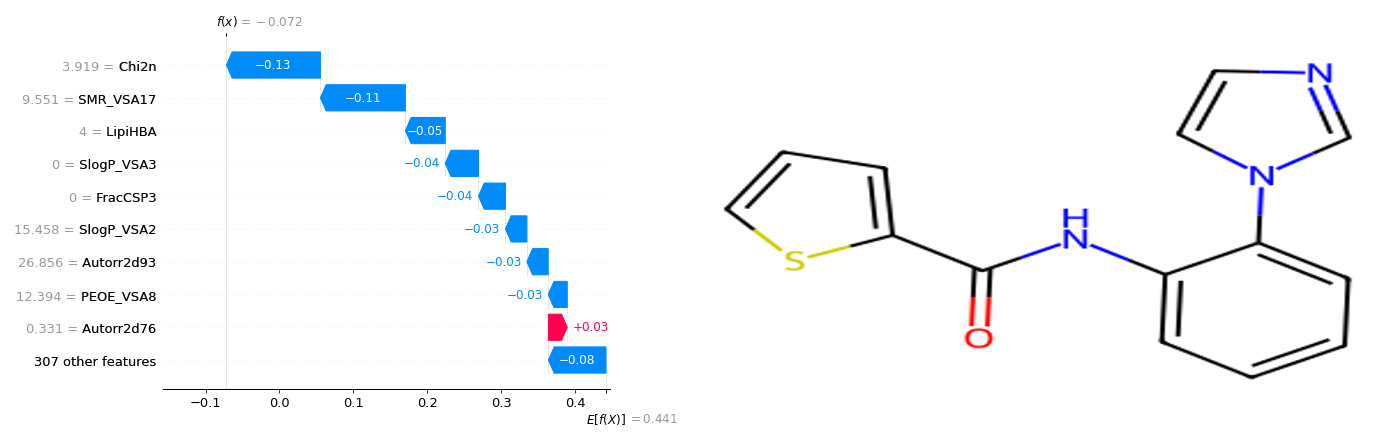 f(x) = −0.072
3.919 = Chi2n
−0.13
9.551 = SMR_VSA17
−0.11
4 = LipiHBA
−0.05
0 = SlogP_VSA3
−0.04
0 = FracCSP3
−0.04
15.458 = SlogP_VSA2
−0.03
26.856 = Autorr2d93
−0.03
12.394 = PEOE_VSA8
−0.03
0.331 = Autorr2d76
+0.03
307 other features
−0.08
−0.1 0.0 0.1 0.2 0.3 0.4
E[f(X)] = 0.441
N
N
H
N
S
O